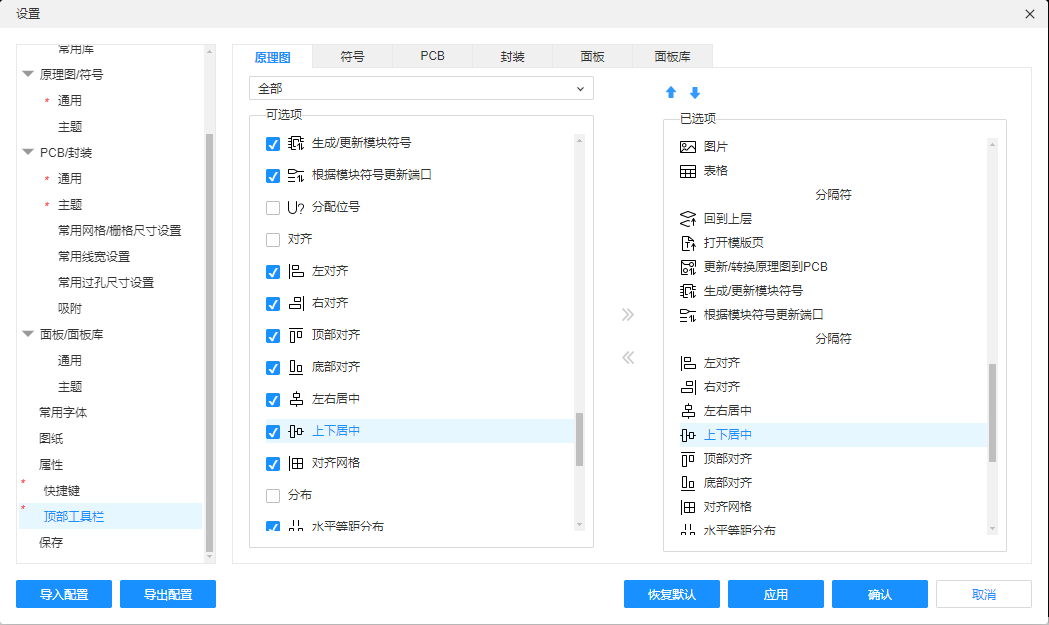 设置
常用库
原理图/符号
* 通用
主题
PCB/封装
* 通用
* 主题
常用网格/栅格尺寸设置
常用线宽设置
常用过孔尺寸设置
吸附
面板/面板库
通用
主题
常用字体
图纸
属性
* 快捷键
* 顶部工具栏
保存
原理图 符号 PCB 封装 面板 面板库
全部
可选项
生成/更新模块符号
根据模块符号更新端口
U? 分配位号
对齐
左对齐
右对齐
顶部对齐
底部对齐
左右居中
上下居中
对齐网格
分布
水平等距分布
已选项
图片
表格
分隔符
回到上层
打开模版页
更新/转换原理图到PCB
生成/更新模块符号
根据模块符号更新端口
分隔符
左对齐
右对齐
左右居中
上下居中
顶部对齐
底部对齐
对齐网格
水平等距分布
导入配置 导出配置 恢复默认 应用 确认 取消